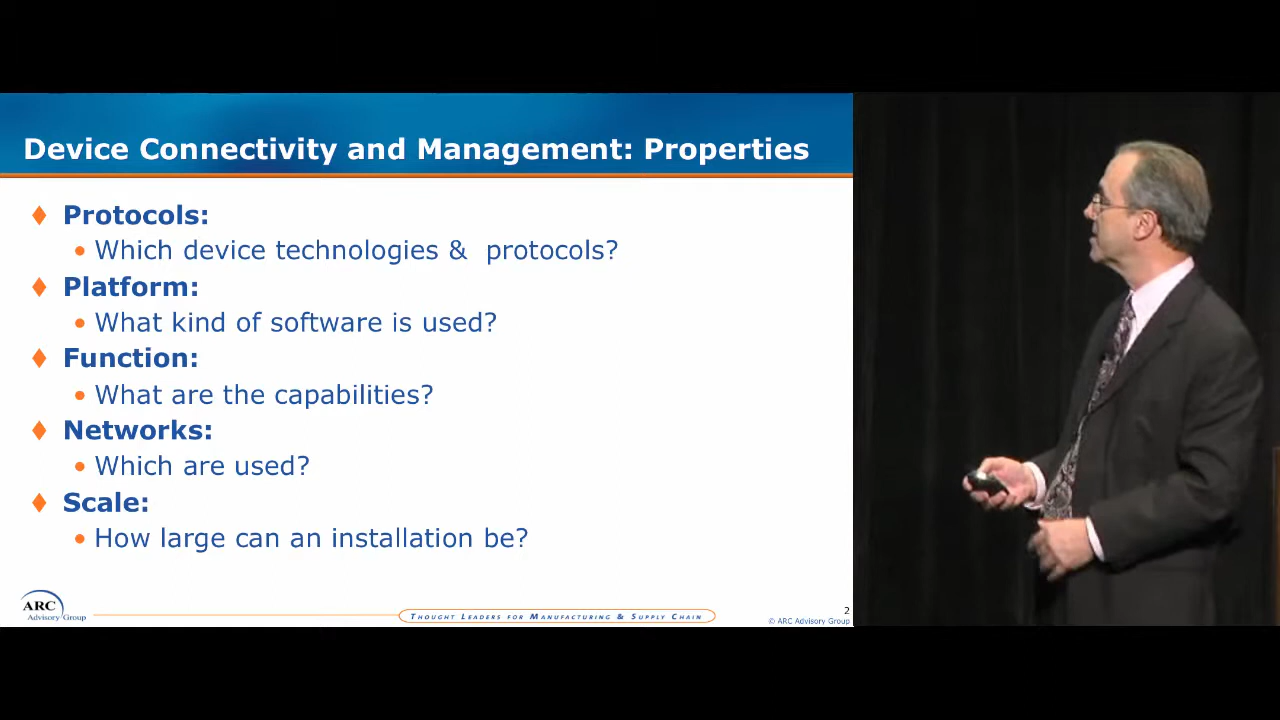 Device Connectivity and Management: Properties
Protocols:
Which device technologies & protocols?
Platform:
What kind of software is used?
Function:
What are the capabilities?
Networks:
Which are used?
Scale:
How large can an installation be?
ARC
Advisory Group
Thought Leaders for Manufacturing & Supply Chain
2
© ARC Advisory Group